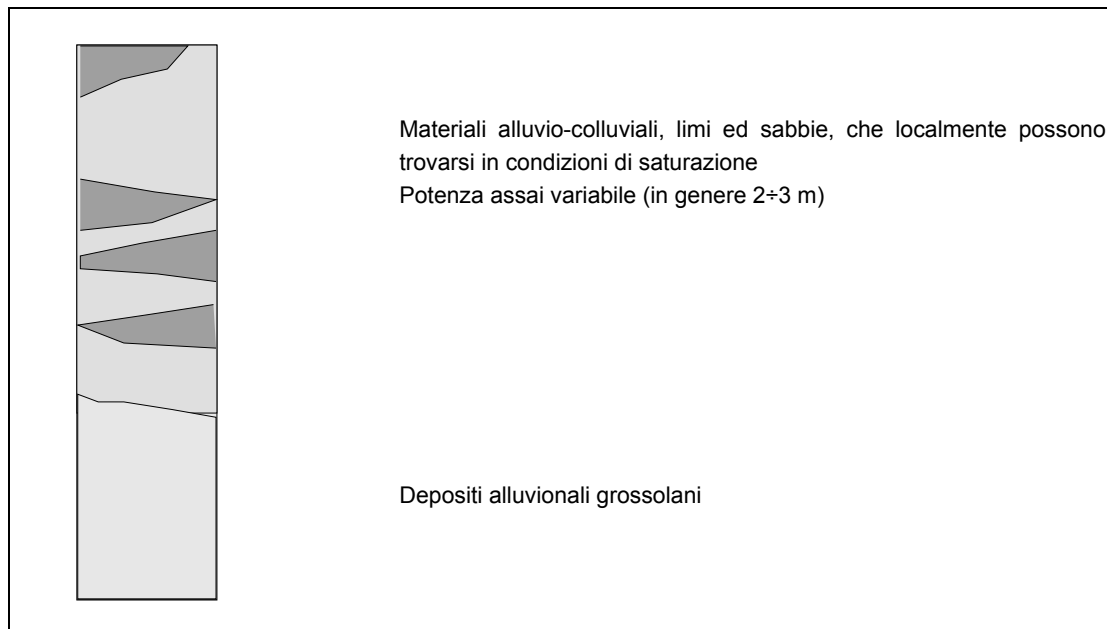 Materiali alluvio-colluviali, limi ed sabbie, che localmente possono
trovarsi in condizioni di saturazione
Potenza assai variabile (in genere 2÷3 m)
Depositi alluvionali grossolani